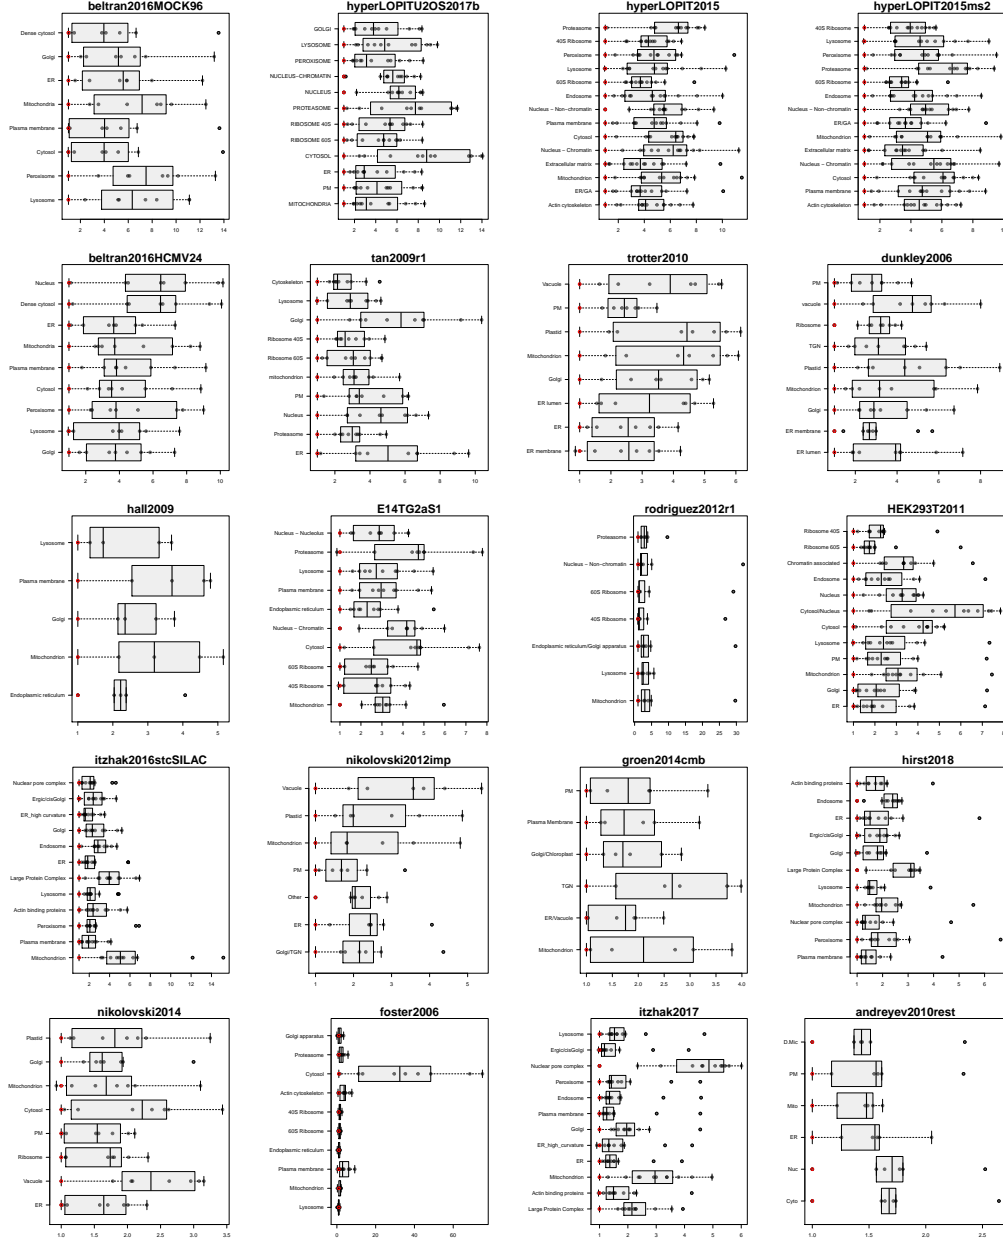 beltran2016MOCK96
Dense cytosol
Golgi
ER
Mitochondria
Plasma membrane
Cytosol
Peroxisome
Lysosome
2 4 6 8 10 12 14
hyperLOPITU2OS2017b
GOLGI
LYSOSOME
PEROXISOME
NUCLEUS−CHROMATIN
NUCLEUS
PROTEASOME
RIBOSOME 40S
RIBOSOME 60S
CYTOSOL
ER
PM
MITOCHONDRIA
2 4 6 8 10 12 14
hyperLOPIT2015
Proteasome
40S Ribosome
Peroxisome
Lysosome
60S Ribosome
Endosome
Nucleus − Non−chromatin
Plasma membrane
Cytosol
Nucleus − Chromatin
Extracellular matrix
Mitochondrion
ER/GA
Actin cytoskeleton
2 4 6 8 10
hyperLOPIT2015ms2
40S Ribosome
Lysosome
Peroxisome
Proteasome
60S Ribosome
Endosome
Nucleus − Non−chromatin
ER/GA
Mitochondrion
Extracellular matrix
Nucleus − Chromatin
Cytosol
Plasma membrane
Actin cytoskeleton
2 4 6 8 10
beltran2016HCMV24
Nucleus
Dense cytosol
ER
Mitochondria
Plasma membrane
Cytosol
Peroxisome
Lysosome
Golgi
2 4 6 8 10
tan2009r1
Cytoskeleton
Lysosome
Golgi
Ribosome 40S
Ribosome 60S
mitochondrion
PM
Nucleus
Proteasome
ER
2 4 6 8 10
trotter2010
Vacuole
PM
Plastid
Mitochondrion
Golgi
ER lumen
ER
ER membrane
1 2 3 4 5 6
dunkley2006
PM
vacuole
Ribosome
TGN
Plastid
Mitochondrion
Golgi
ER membrane
ER lumen
2 4 6 8
hall2009
Lysosome
Plasma membrane
Golgi
Mitochondrion
Endoplasmic reticulum
1 2 3 4 5
E14TG2aS1
Nucleus − Nucleolus
Proteasome
Lysosome
Plasma membrane
Endoplasmic reticulum
Nucleus − Chromatin
Cytosol
60S Ribosome
40S Ribosome
Mitochondrion
1 2 3 4 5 6 7 8
rodriguez2012r1
Proteasome
Nucleus − Non−chromatin
60S Ribosome
40S Ribosome
Endoplasmic reticulum/Golgi apparatus
Lysosome
Mitochondrion
0 5 10 15 20 25 30
HEK293T2011
Ribosome 40S
Ribosome 60S
Chromatin associated
Endosome
Nucleus
Cytosol/Nucleus
Cytosol
Lysosome
PM
Mitochondrion
Golgi
ER
1 2 3 4 5 6 7 8
itzhak2016stcSILAC
Nuclear pore complex
Ergic/cisGolgi
ER_high curvature
Golgi
Endosome
ER
Large Protein Complex
Lysosome
Actin binding proteins
Peroxisome
Plasma membrane
Mitochondrion
2 4 6 8 10 12 14
nikolovski2012imp
Vacuole
Plastid
Mitochondrion
PM
Other
ER
Golgi/TGN
1 2 3 4 5
groen2014cmb
PM
Plasma Membrane
Golgi/Chloroplast
TGN
ER/Vacuole
Mitochondrion
1.0 1.5 2.0 2.5 3.0 3.5 4.0
hirst2018
Actin binding proteins
Endosome
ER
Ergic/cisGolgi
Golgi
Large Protein Complex
Lysosome
Mitochondrion
Nuclear pore complex
Peroxisome
Plasma membrane
1 2 3 4 5 6
nikolovski2014
Plastid
Golgi
Mitochondrion
Cytosol
PM
Ribosome
Vacuole
ER
1.0 1.5 2.0 2.5 3.0 3.5
foster2006
Golgi apparatus
Proteasome
Cytosol
Actin cytoskeleton
40S Ribosome
60S Ribosome
Endoplasmic reticulum
Plasma membrane
Mitochondrion
Lysosome
0 20 40 60
itzhak2017
Lysosome
Ergic/cisGolgi
Nuclear pore complex
Peroxisome
Endosome
Plasma membrane
Golgi
ER_high_curvature
ER
Mitochondrion
Actin binding proteins
Large Protein Complex
1 2 3 4 5 6
andreyev2010rest
D.Mic
PM
Mito
ER
Nuc
Cyto
1.0 1.5 2.0 2.5